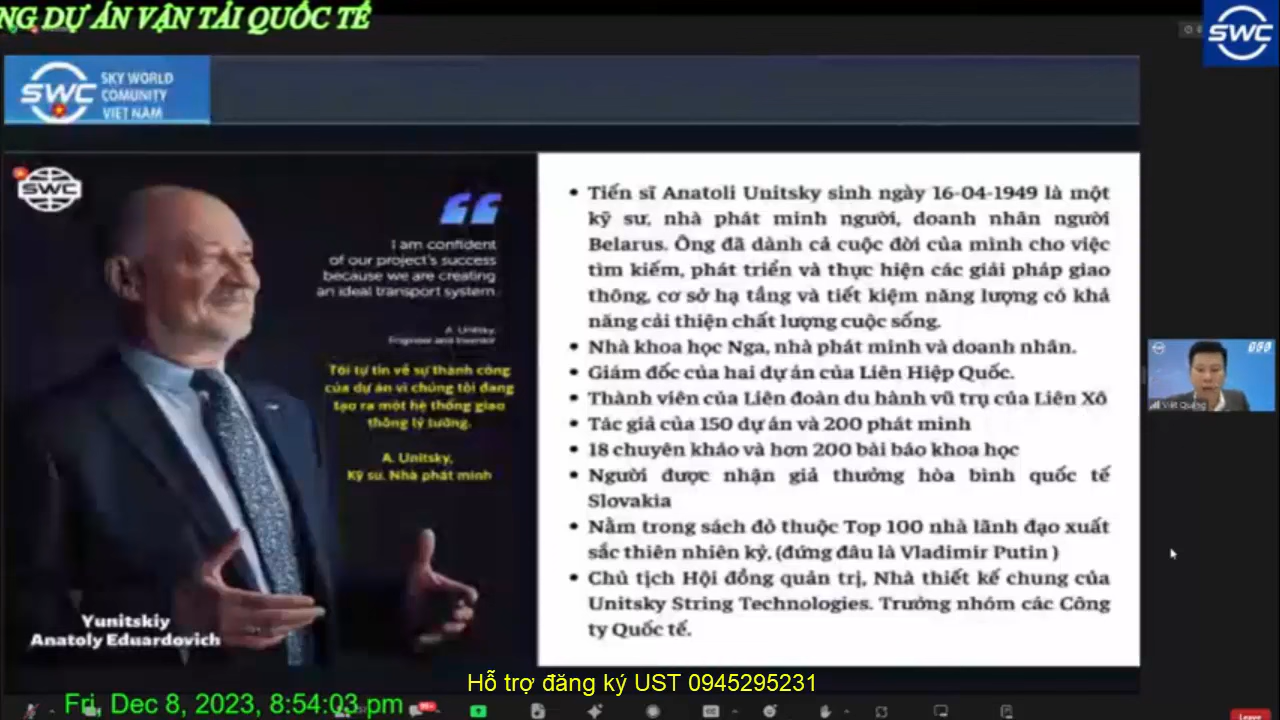 NG DỰ ÁN VẬN TẢI QUỐC TẾ
SWC
SWC
SKY WORLD
COMUNITY
VIỆT NAM
SWC
I am confident
of our project's success
because we are creating
an ideal transport system.
A. Unitsky,
Engineer and Inventor
Tôi tự tin về sự thành công
của dự án vì chúng tôi đang
tạo ra một hệ thống giao
thông lý tưởng.
A. Unitsky,
Kỹ sư. Nhà phát minh
Yunitskiy
Anatoly Eduardovich
• Tiến sĩ Anatoli Unitsky sinh ngày 16-04-1949 là một
kỹ sư, nhà phát minh người, doanh nhân người
Belarus. Ông đã dành cả cuộc đời của mình cho việc
tìm kiếm, phát triển và thực hiện các giải pháp giao
thông, cơ sở hạ tầng và tiết kiệm năng lượng có khả
năng cải thiện chất lượng cuộc sống.
• Nhà khoa học Nga, nhà phát minh và doanh nhân.
• Giám đốc của hai dự án của Liên Hiệp Quốc.
• Thành viên của Liên đoàn du hành vũ trụ của Liên Xô
• Tác giả của 150 dự án và 200 phát minh
• 18 chuyên khảo và hơn 200 bài báo khoa học
• Người được nhận giả thưởng hòa bình quốc tế
Slovakia
• Nằm trong sách đỏ thuộc Top 100 nhà lãnh đạo xuất
sắc thiên nhiên kỷ, (đứng đâu là Vladimir Putin )
• Chủ tịch Hội đồng quản trị, Nhà thiết kế chung của
Unitsky String Technologies. Trưởng nhóm các Công
ty Quốc tế.
Việt Quảng
Hỗ trợ đăng ký UST 0945295231
Fri, Dec 8, 2023, 8:54:03 pm
Leave